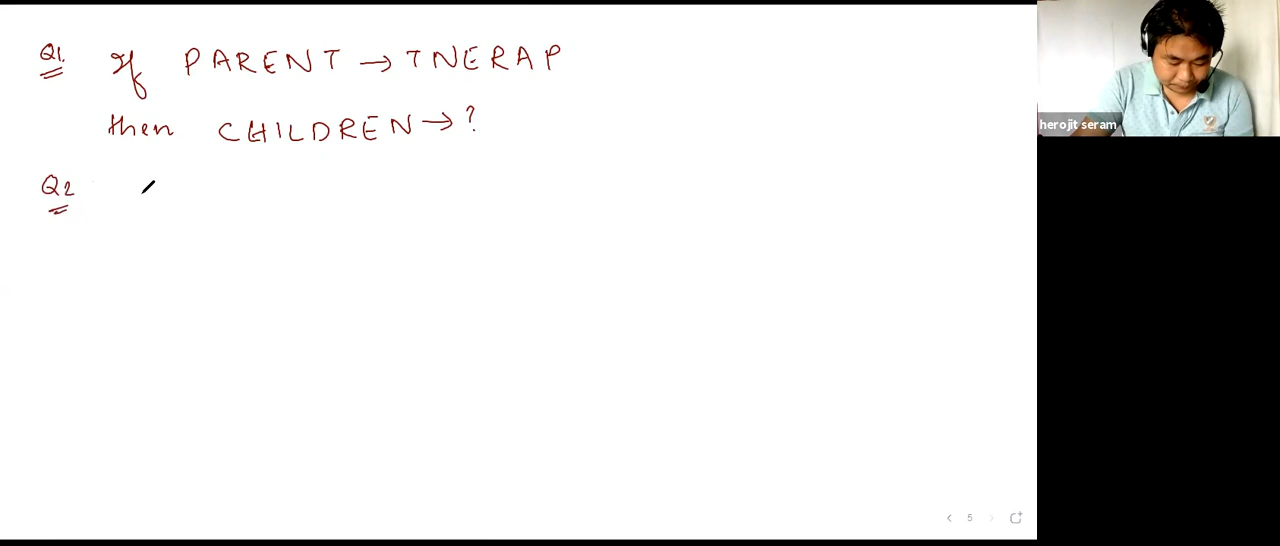 Q1. If PARENT → TNERAP
then CHILDREN → ?
Q2
herojit seram
5